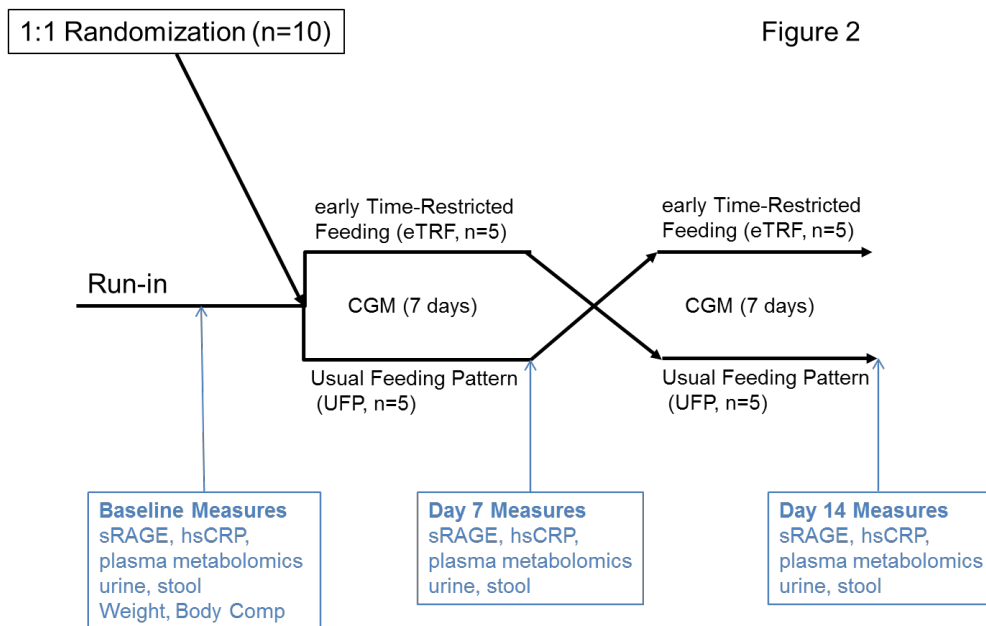 1:1 Randomization (n=10)
Figure 2
early Time-Restricted
Feeding (eTRF, n=5)
early Time-Restricted
Feeding (eTRF, n=5)
Run-in
CGM (7 days)
CGM (7 days)
Usual Feeding Pattern
(UFP, n=5)
Usual Feeding Pattern
(UFP, n=5)
Baseline Measures
sRAGE, hsCRP,
plasma metabolomics
urine, stool
Weight, Body Comp
Day 7 Measures
sRAGE, hsCRP,
plasma metabolomics
urine, stool
Day 14 Measures
sRAGE, hsCRP,
plasma metabolomics
urine, stool